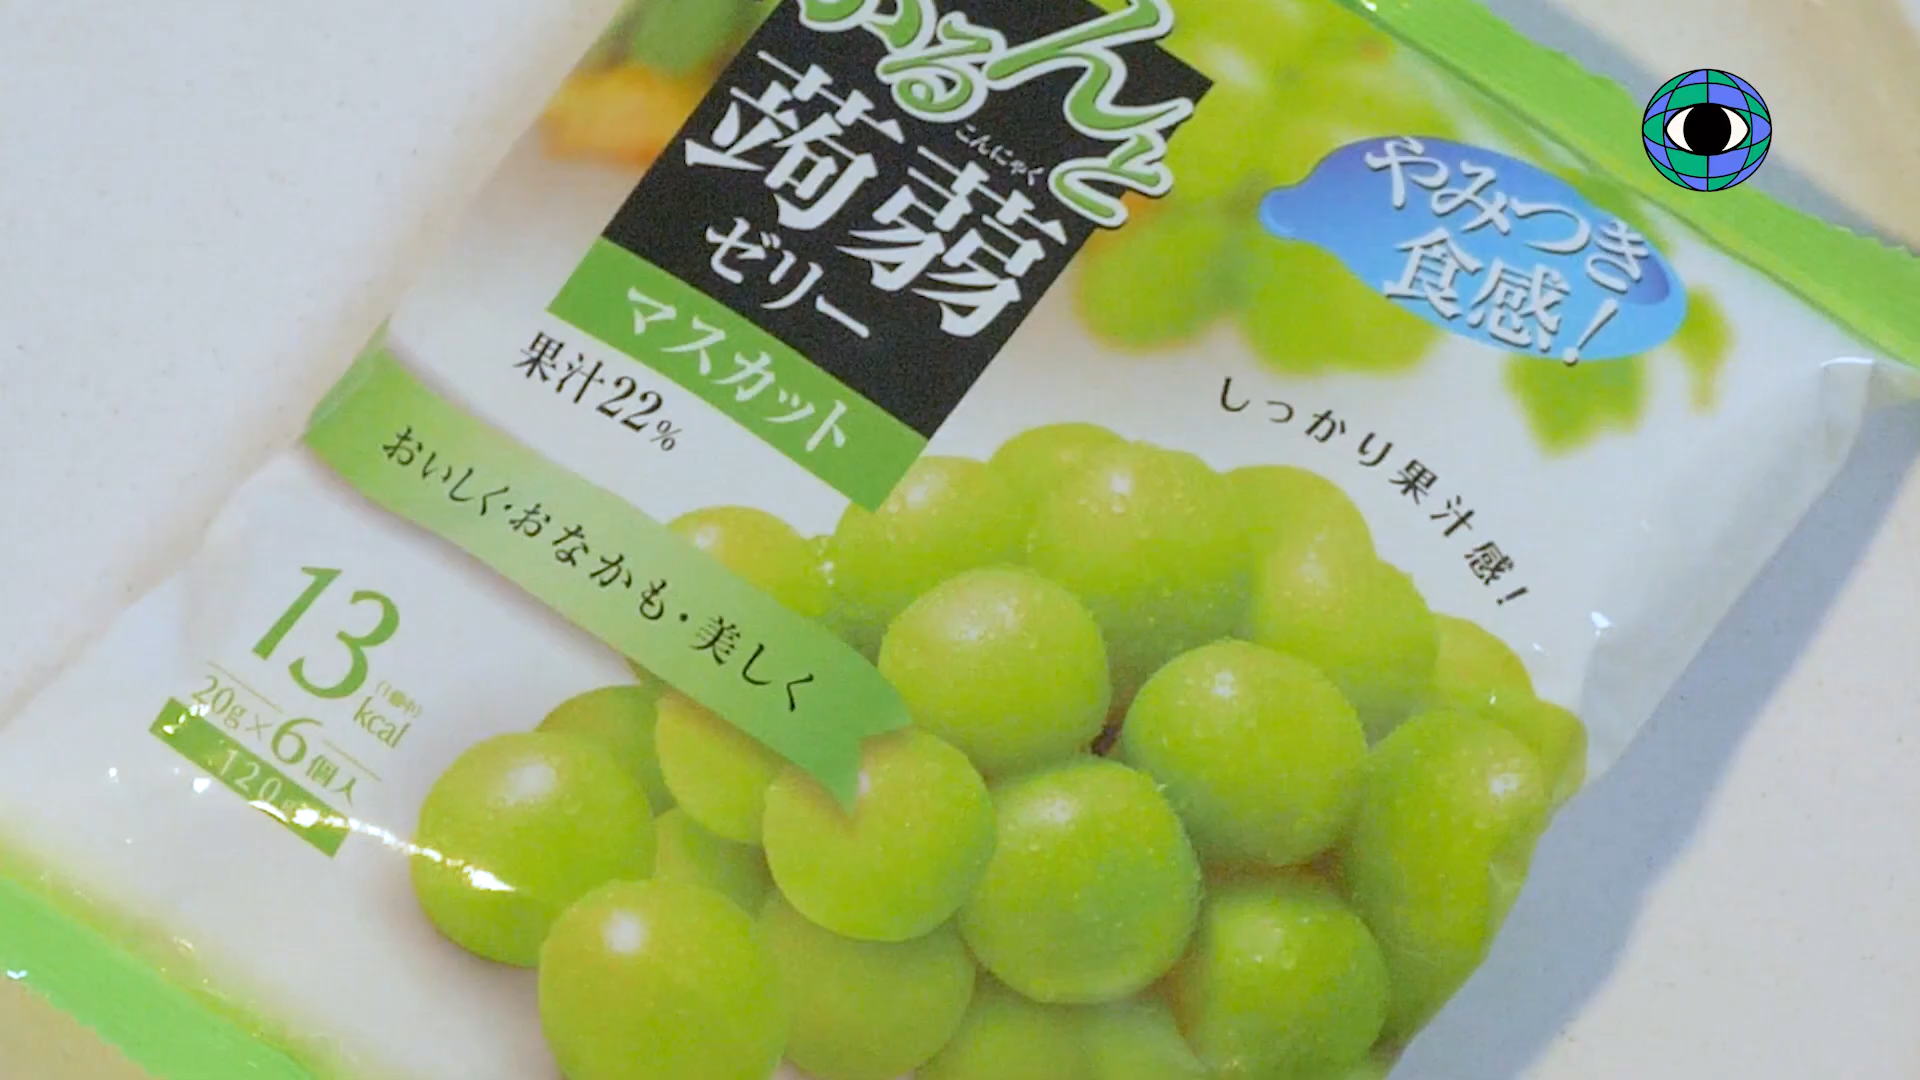 ぷるんと
こんにゃく
蒟蒻
ゼリー
マスカット
果汁22%
やみつき
食感!
しっかり果汁感!
おいしく・おなかも・美しく
13
kcal
20g×6個入
120g